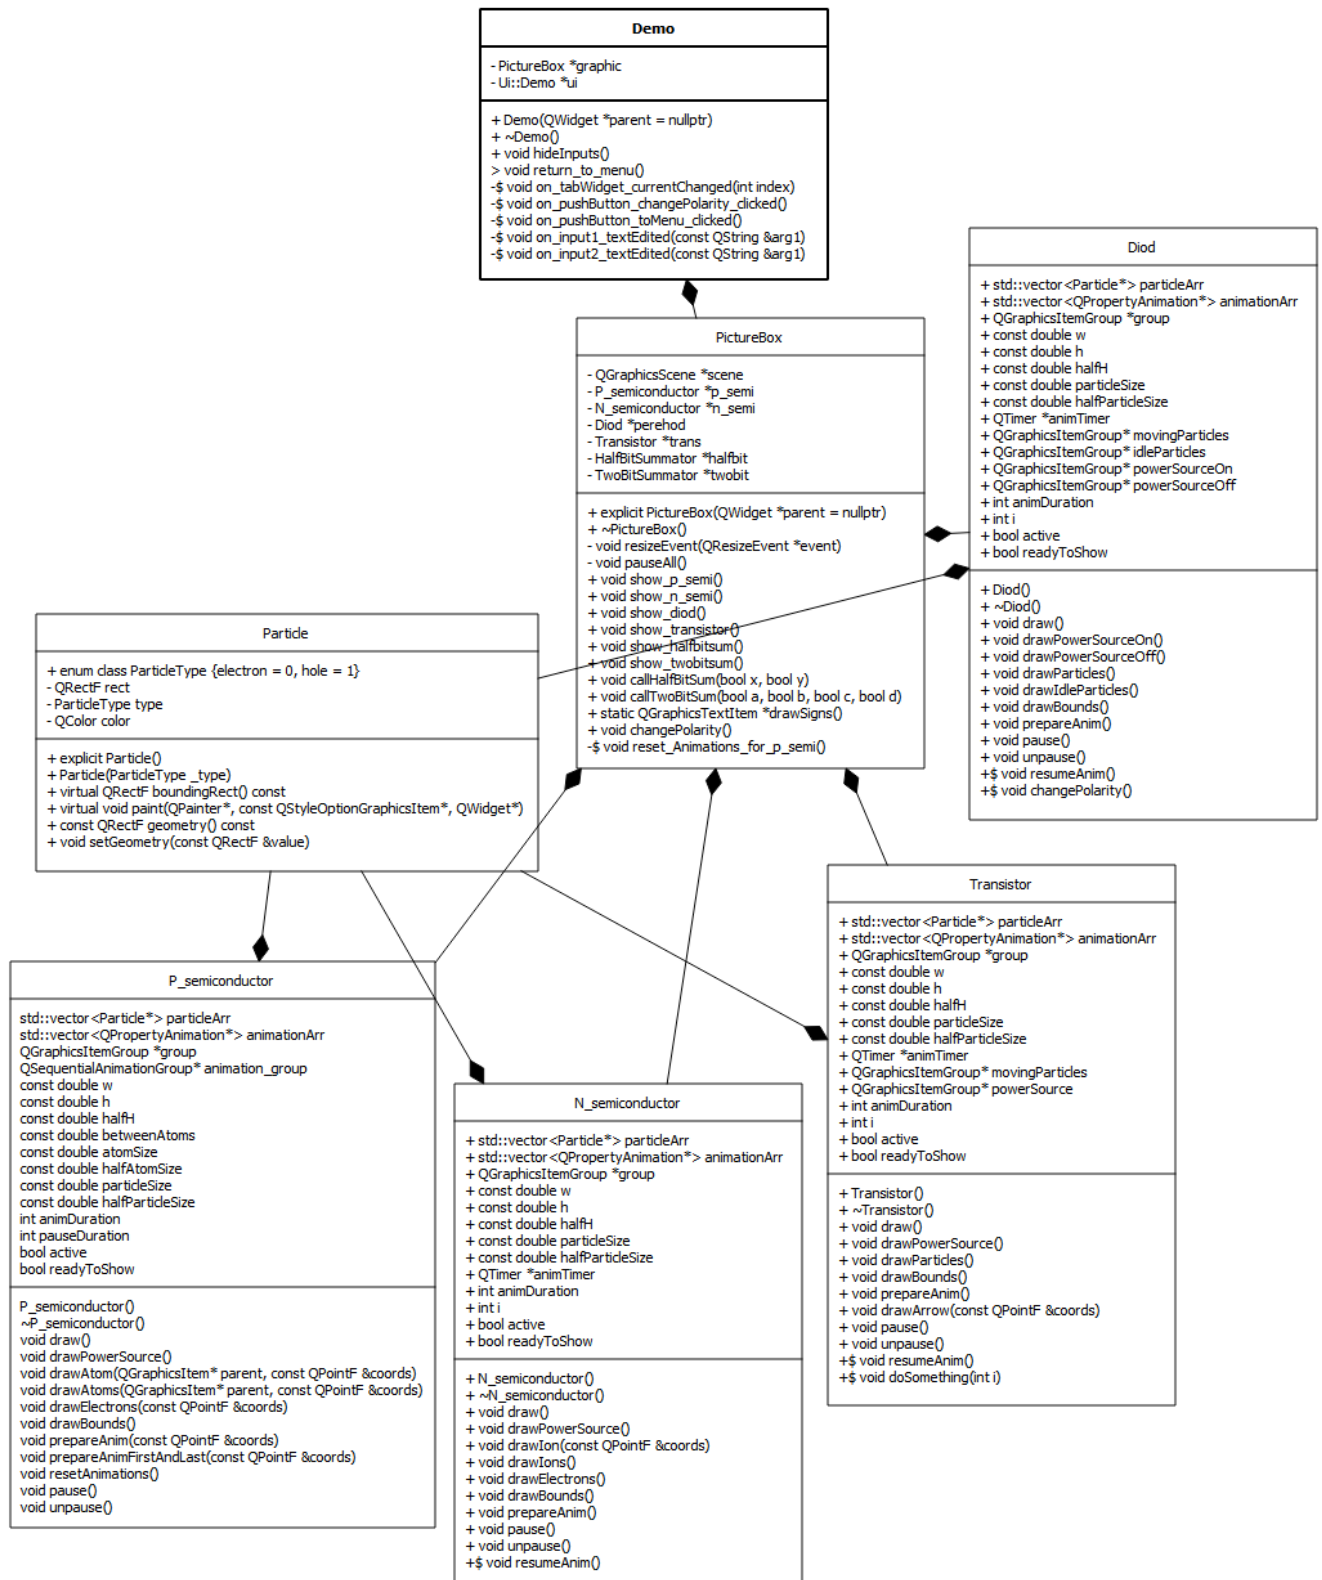 Demo
- PictureBox *graphic
- Ui::Demo *ui
+ Demo(QWidget *parent = nullptr)
+ ~Demo()
+ void hideInputs()
> void return_to_menu()
-$ void on_tabWidget_currentChanged(int index)
-$ void on_pushButton_changePolarity_clicked()
-$ void on_pushButton_toMenu_clicked()
-$ void on_input1_textEdited(const QString &arg1)
-$ void on_input2_textEdited(const QString &arg1)
Diod
+ std::vector<Particle*> particleArr
+ std::vector<QPropertyAnimation*> animationArr
+ QGraphicsItemGroup *group
+ const double w
+ const double h
+ const double halfH
+ const double particleSize
+ const double halfParticleSize
+ QTimer *animTimer
+ QGraphicsItemGroup* movingParticles
+ QGraphicsItemGroup* idleParticles
+ QGraphicsItemGroup* powerSourceOn
+ QGraphicsItemGroup* powerSourceOff
+ int animDuration
+ int i
+ bool active
+ bool readyToShow
+ Diod()
+ ~Diod()
+ void draw()
+ void drawPowerSourceOn()
+ void drawPowerSourceOff()
+ void drawParticles()
+ void drawIdleParticles()
+ void drawBounds()
+ void prepareAnim()
+ void pause()
+ void unpause()
+$ void resumeAnim()
+$ void changePolarity()
PictureBox
- QGraphicsScene *scene
- P_semiconductor *p_semi
- N_semiconductor *n_semi
- Diod *perehod
- Transistor *trans
- HalfBitSummator *halfbit
- TwoBitSummator *twobit
+ explicit PictureBox(QWidget *parent = nullptr)
+ ~PictureBox()
- void resizeEvent(QResizeEvent *event)
- void pauseAll()
+ void show_p_semi()
+ void show_n_semi()
+ void show_diod()
+ void show_transistor()
+ void show_halfbitsum()
+ void show_twobitsum()
+ void callHalfBitSum(bool x, bool y)
+ void callTwoBitSum(bool a, bool b, bool c, bool d)
+ static QGraphicsTextItem *drawSigns()
+ void changePolarity()
-$ void reset_Animations_for_p_semi()
Particle
+ enum class ParticleType {electron = 0, hole = 1}
- QRectF rect
- ParticleType type
- QColor color
+ explicit Particle()
+ Particle(ParticleType _type)
+ virtual QRectF boundingRect() const
+ virtual void paint(QPainter*, const QStyleOptionGraphicsItem*, QWidget*)
+ const QRectF geometry() const
+ void setGeometry(const QRectF &value)
Transistor
+ std::vector<Particle*> particleArr
+ std::vector<QPropertyAnimation*> animationArr
+ QGraphicsItemGroup *group
+ const double w
+ const double h
+ const double halfH
+ const double particleSize
+ const double halfParticleSize
+ QTimer *animTimer
+ QGraphicsItemGroup* movingParticles
+ QGraphicsItemGroup* powerSource
+ int animDuration
+ int i
+ bool active
+ bool readyToShow
+ Transistor()
+ ~Transistor()
+ void draw()
+ void drawPowerSource()
+ void drawParticles()
+ void drawBounds()
+ void prepareAnim()
+ void drawArrow(const QPointF &coords)
+ void pause()
+ void unpause()
+$ void resumeAnim()
+$ void doSomething(int i)
P_semiconductor
std::vector<Particle*> particleArr
std::vector<QPropertyAnimation*> animationArr
QGraphicsItemGroup *group
QSequentialAnimationGroup* animation_group
const double w
const double h
const double halfH
const double betweenAtoms
const double atomSize
const double halfAtomSize
const double particleSize
const double halfParticleSize
int animDuration
int pauseDuration
bool active
bool readyToShow
P_semiconductor()
~P_semiconductor()
void draw()
void drawPowerSource()
void drawAtom(QGraphicsItem* parent, const QPointF &coords)
void drawAtoms(QGraphicsItem* parent, const QPointF &coords)
void drawElectrons(const QPointF &coords)
void drawBounds()
void prepareAnim(const QPointF &coords)
void prepareAnimFirstAndLast(const QPointF &coords)
void resetAnimations()
void pause()
void unpause()
N_semiconductor
+ std::vector<Particle*> particleArr
+ std::vector<QPropertyAnimation*> animationArr
+ QGraphicsItemGroup *group
+ const double w
+ const double h
+ const double halfH
+ const double particleSize
+ const double halfParticleSize
+ QTimer *animTimer
+ int animDuration
+ int i
+ bool active
+ bool readyToShow
+ N_semiconductor()
+ ~N_semiconductor()
+ void draw()
+ void drawPowerSource()
+ void drawIon(const QPointF &coords)
+ void drawIons()
+ void drawElectrons()
+ void drawBounds()
+ void prepareAnim()
+ void pause()
+ void unpause()
+$ void resumeAnim()